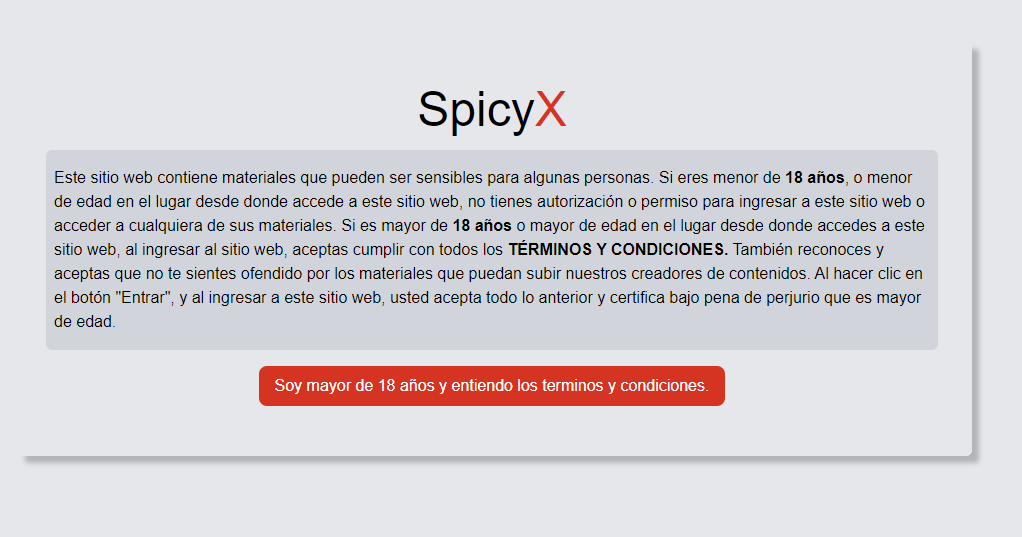 SpicyX
Este sitio web contiene materiales que pueden ser sensibles para algunas personas. Si eres menor de 18 años, o menor
de edad en el lugar desde donde accede a este sitio web, no tienes autorización o permiso para ingresar a este sitio web o
acceder a cualquiera de sus materiales. Si es mayor de 18 años o mayor de edad en el lugar desde donde accedes a este
sitio web, al ingresar al sitio web, aceptas cumplir con todos los TÉRMINOS Y CONDICIONES. También reconoces y
aceptas que no te sientes ofendido por los materiales que puedan subir nuestros creadores de contenidos. Al hacer clic en
el botón "Entrar", y al ingresar a este sitio web, usted acepta todo lo anterior y certifica bajo pena de perjurio que es mayor
de edad.
Soy mayor de 18 años y entiendo los terminos y condiciones.